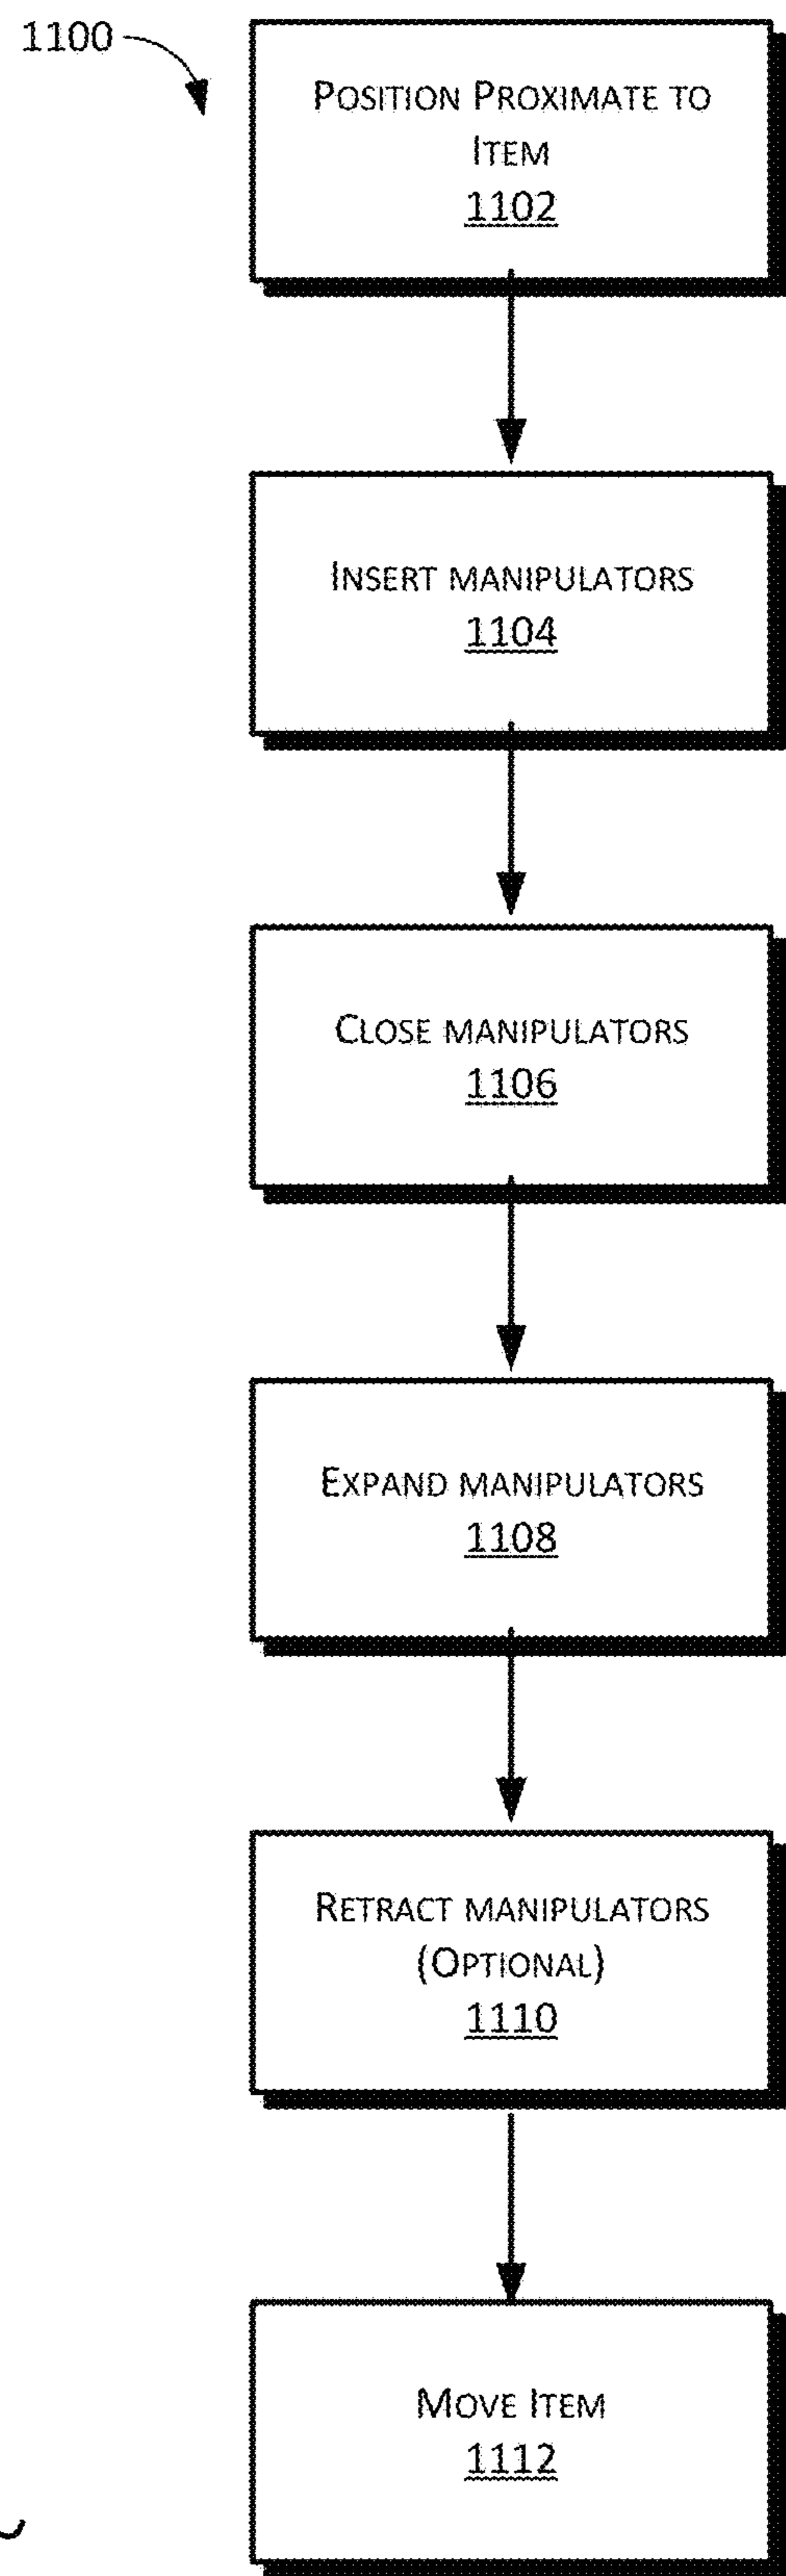 1100
Position Proximate to
Item
1102
Insert manipulators
1104
Close manipulators
1106
Expand manipulators
1108
Retract manipulators
(Optional)
1110
Move Item
1112